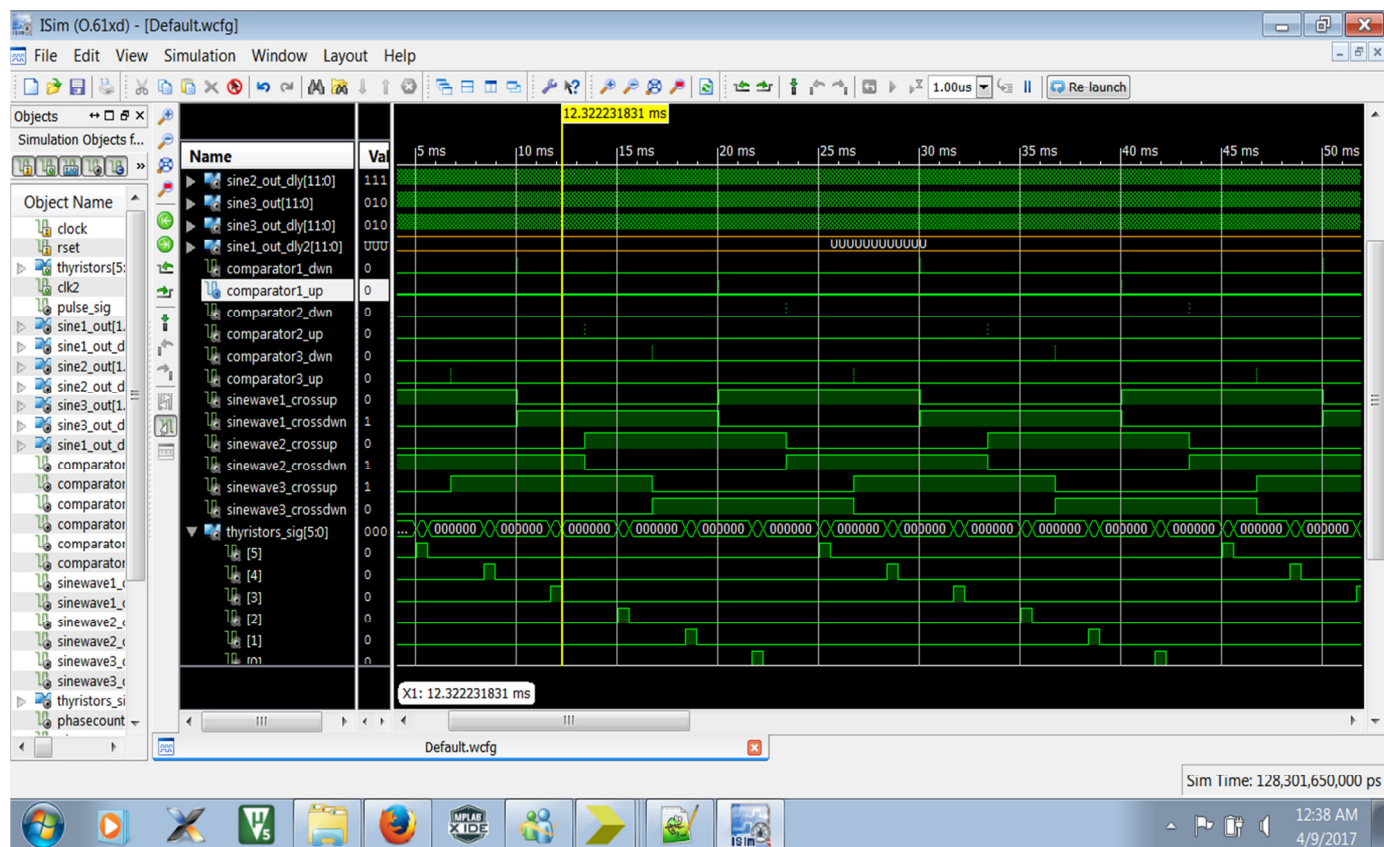 ISim (O.61xd) - [Default.wcfg]
File Edit View Simulation Window Layout Help
1.00us Re-launch
Objects
Simulation Objects f...
Object Name
clock
rset
thyristors[5:
clk2
pulse_sig
sine1_out[1.
sine1_out_d
sine2_out[1.
sine2_out_d
sine3_out[1.
sine3_out_d
sine1_out_d
comparator
comparator
comparator
comparator
comparator
comparator
sinewave1_c
sinewave1_c
sinewave2_c
sinewave2_c
sinewave3_c
sinewave3_c
thyristors_si
phasecount
12.322231831 ms
Name Val
5 ms 10 ms 15 ms 20 ms 25 ms 30 ms 35 ms 40 ms 45 ms 50 ms
sine2_out_dly[11:0] 111
sine3_out[11:0] 010
sine3_out_dly[11:0] 010
sine1_out_dly2[11:0] UUU UUUUUUUUUUUU
comparator1_dwn 0
comparator1_up 0
comparator2_dwn 0
comparator2_up 0
comparator3_dwn 0
comparator3_up 0
sinewave1_crossup 0
sinewave1_crossdwn 1
sinewave2_crossup 0
sinewave2_crossdwn 1
sinewave3_crossup 1
sinewave3_crossdwn 0
thyristors_sig[5:0] 000 ... 000000 000000 000000 000000 000000 000000 000000 000000 000000 000000 000000 000000 000000 000000
[5] 0
[4] 0
[3] 0
[2] 0
[1] 0
[0] 0
X1: 12.322231831 ms
Default.wcfg
Sim Time: 128,301,650,000 ps
V5
MPLAB
X IDE
ISim
12:38 AM
4/9/2017